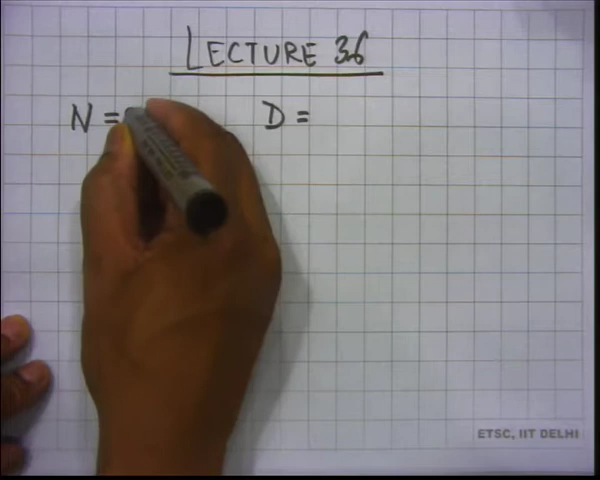 LECTURE 36
N = D =
ETSC, IIT DELHI